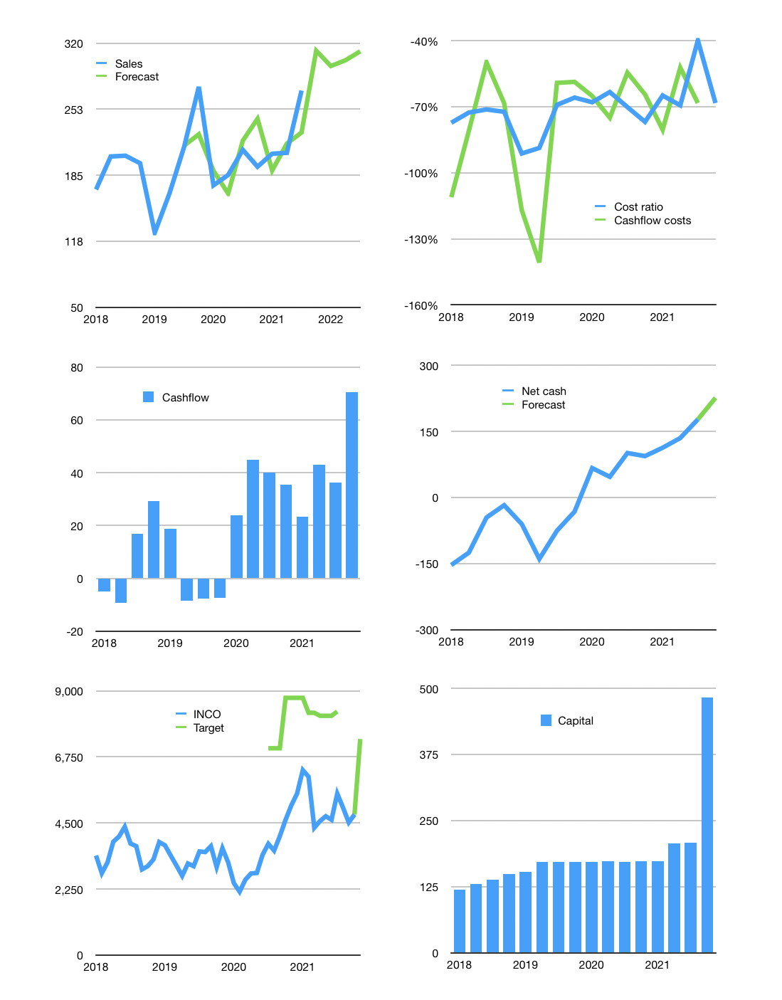 320
Sales
Forecast
253
185
118
50
2018 2019 2020 2021 2022
-40%
-70%
-100%
Cost ratio
Cashflow costs
-130%
-160%
2018 2019 2020 2021
80
Cashflow
60
40
20
0
-20
2018 2019 2020 2021
300
Net cash
Forecast
150
0
-150
-300
2018 2019 2020 2021
9,000
INCO
Target
6,750
4,500
2,250
0
2018 2019 2020 2021
500
Capital
375
250
125
0
2018 2019 2020 2021